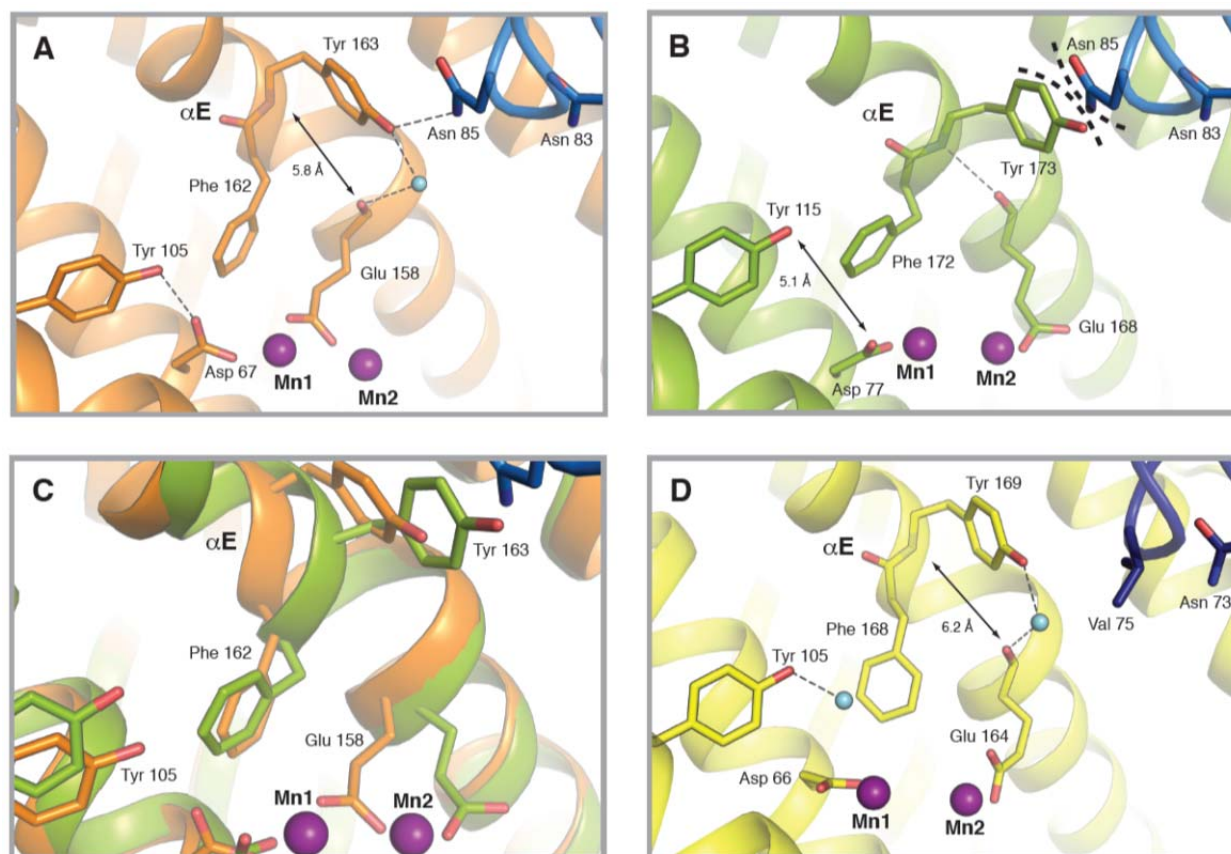 A
Tyr 163
Asn 85
Asn 83
αE
5.8 Å
Phe 162
Tyr 105
Glu 158
Asp 67
Mn1
Mn2
B
Asn 85
αE
Asn 83
Tyr 173
Tyr 115
Phe 172
5.1 Å
Glu 168
Mn1
Mn2
Asp 77
C
αE
Tyr 163
Phe 162
Glu 158
Tyr 105
Mn1
Mn2
D
Tyr 169
αE
Asn 73
Val 75
Phe 168
6.2 Å
Tyr 105
Glu 164
Asp 66
Mn1
Mn2